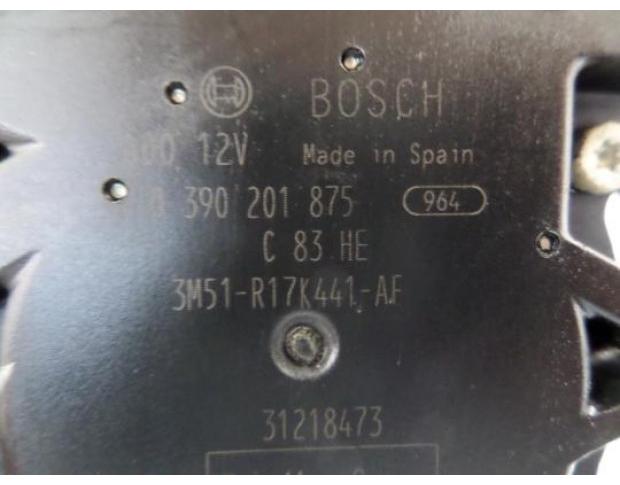 BOSCH
12V Made in Spain
390 201 875 964
C 83 HE
3M51-R17K441-AF
31218473